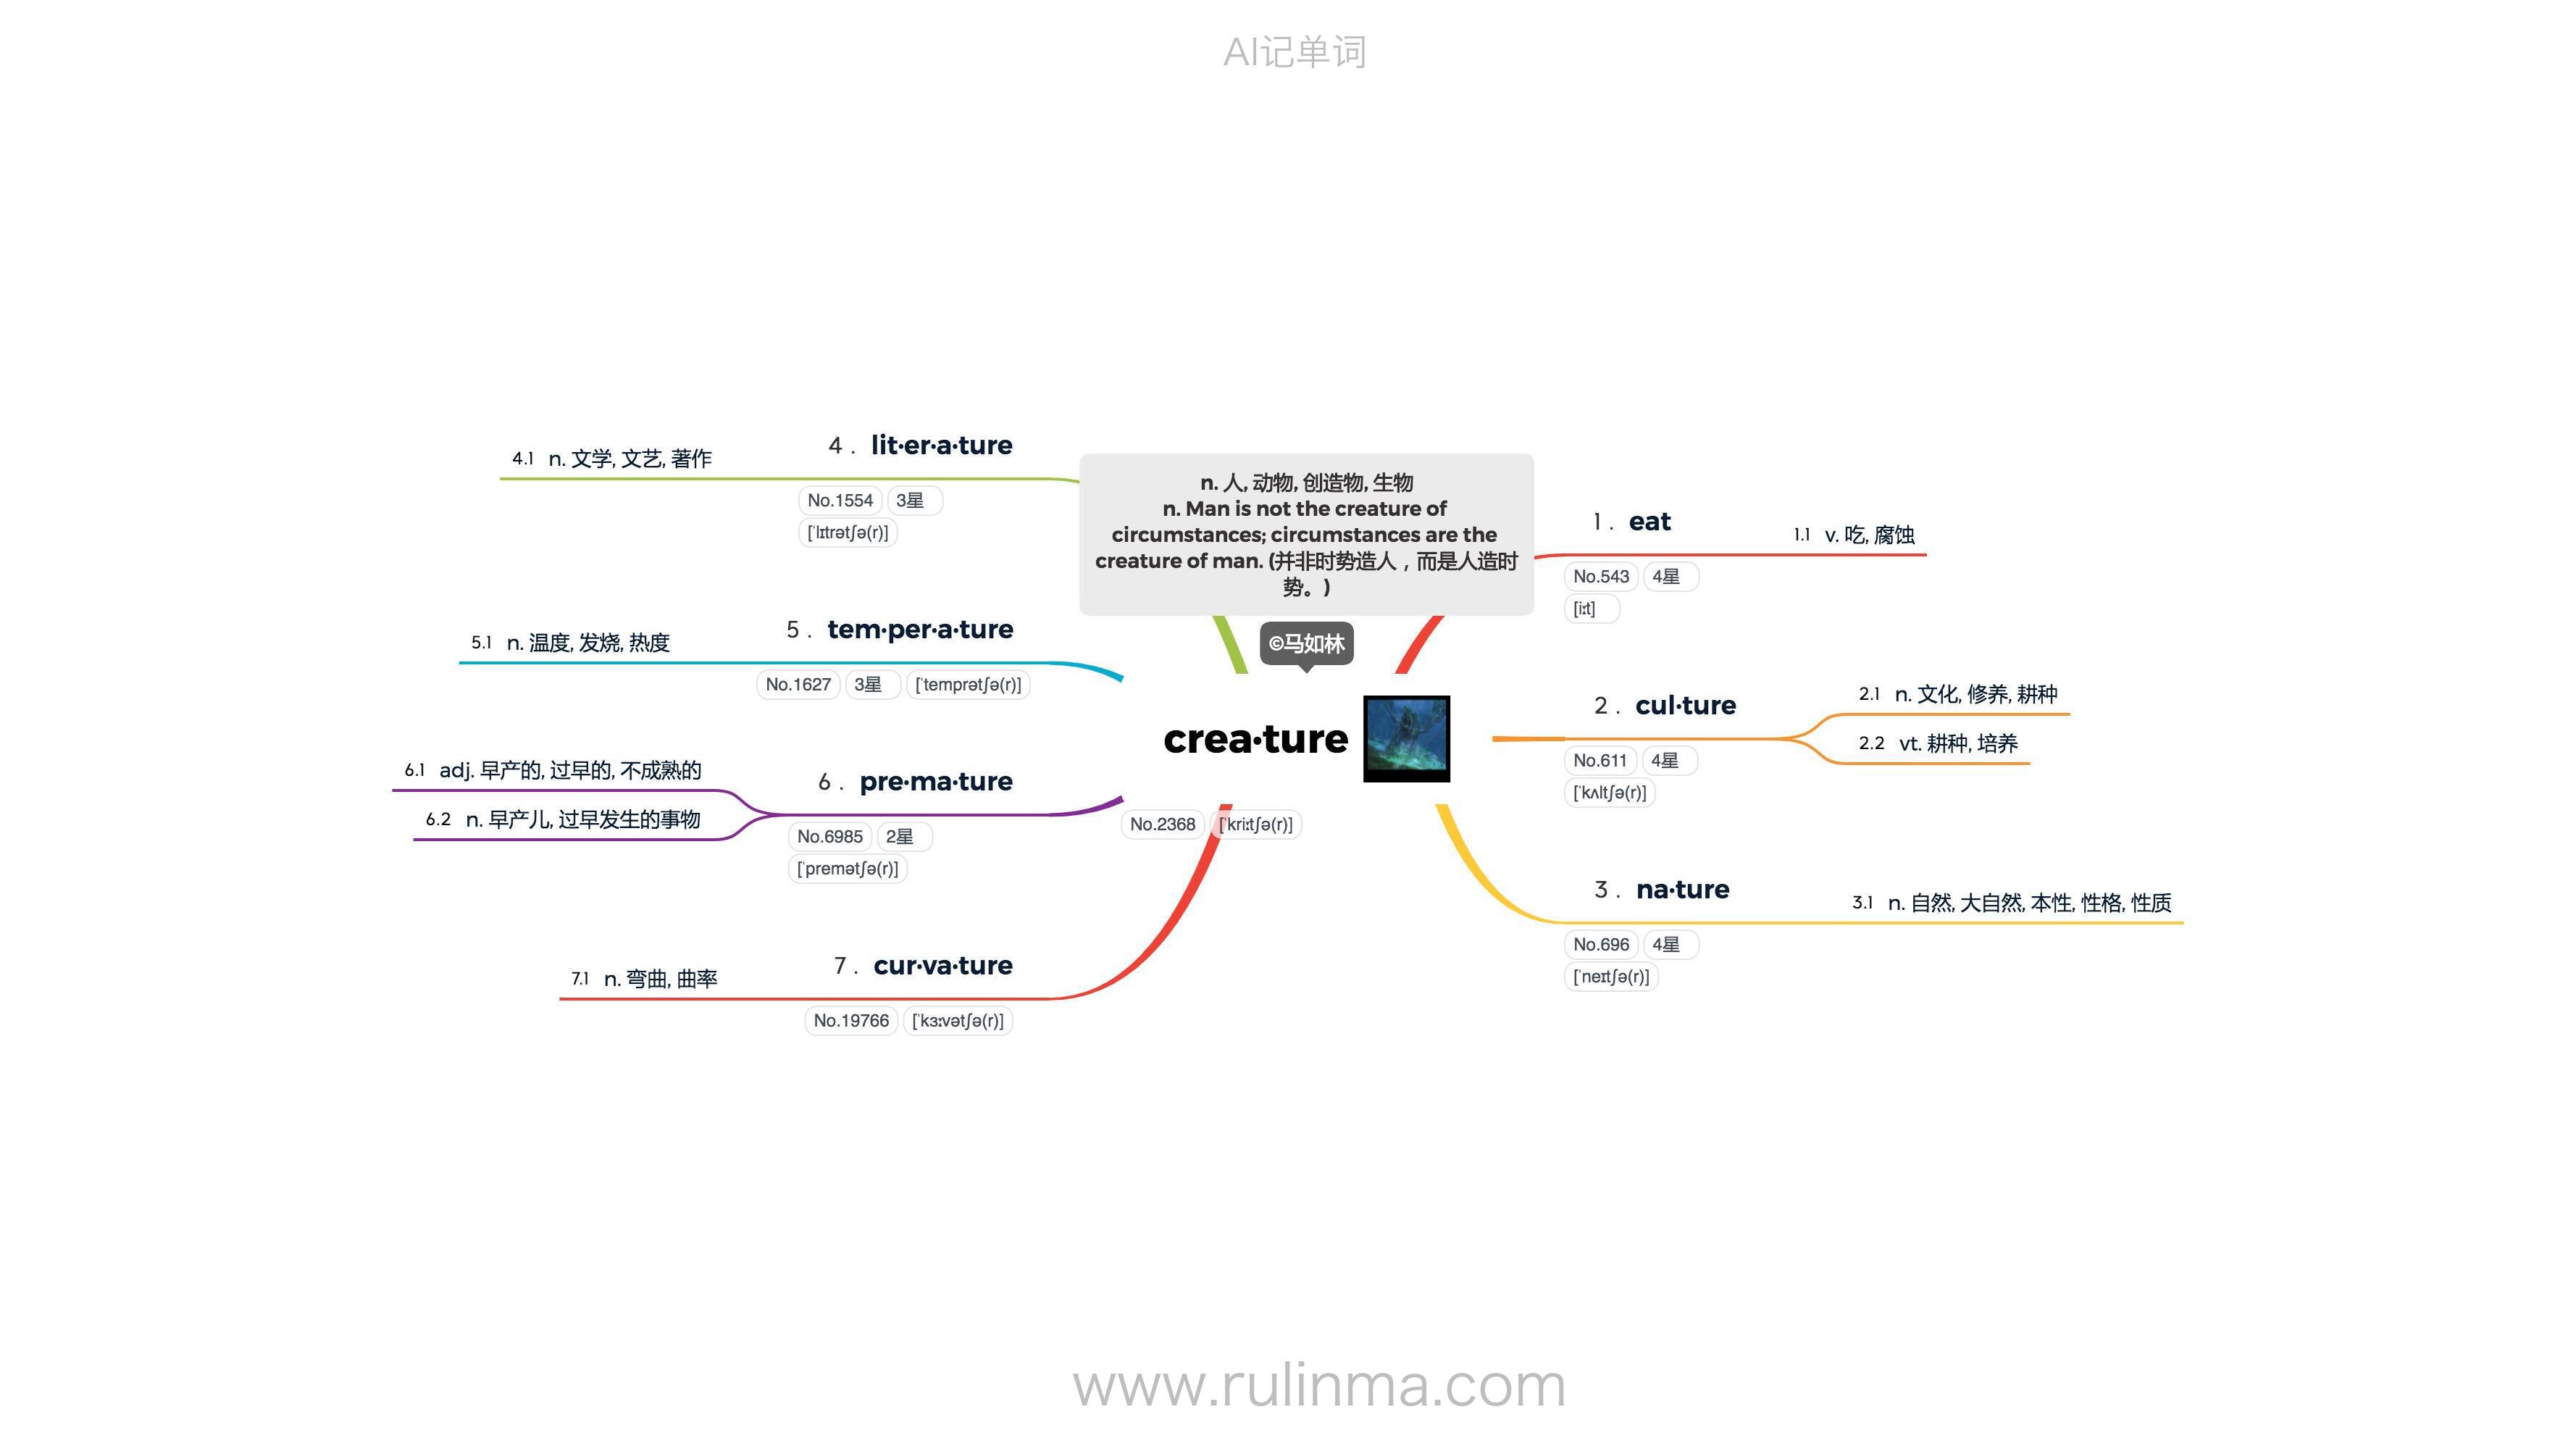 AI记单词
n. 人, 动物, 创造物, 生物
n. Man is not the creature of
circumstances; circumstances are the
creature of man. (并非时势造人，而是人造时
势。)
©马如林
crea·ture
No.2368 [ˈkriːtʃə(r)]
1 . eat
No.543 4星
[iːt]
1.1 v. 吃, 腐蚀
2 . cul·ture
No.611 4星
[ˈkʌltʃə(r)]
2.1 n. 文化, 修养, 耕种
2.2 vt. 耕种, 培养
3 . na·ture
No.696 4星
[ˈneɪtʃə(r)]
3.1 n. 自然, 大自然, 本性, 性格, 性质
4 . lit·er·a·ture
No.1554 3星
[ˈlɪtrətʃə(r)]
4.1 n. 文学, 文艺, 著作
5 . tem·per·a·ture
No.1627 3星 [ˈtemprətʃə(r)]
5.1 n. 温度, 发烧, 热度
6 . pre·ma·ture
No.6985 2星
[ˈpremətʃə(r)]
6.1 adj. 早产的, 过早的, 不成熟的
6.2 n. 早产儿, 过早发生的事物
7 . cur·va·ture
No.19766 [ˈkɜːvətʃə(r)]
7.1 n. 弯曲, 曲率
www.rulinma.com